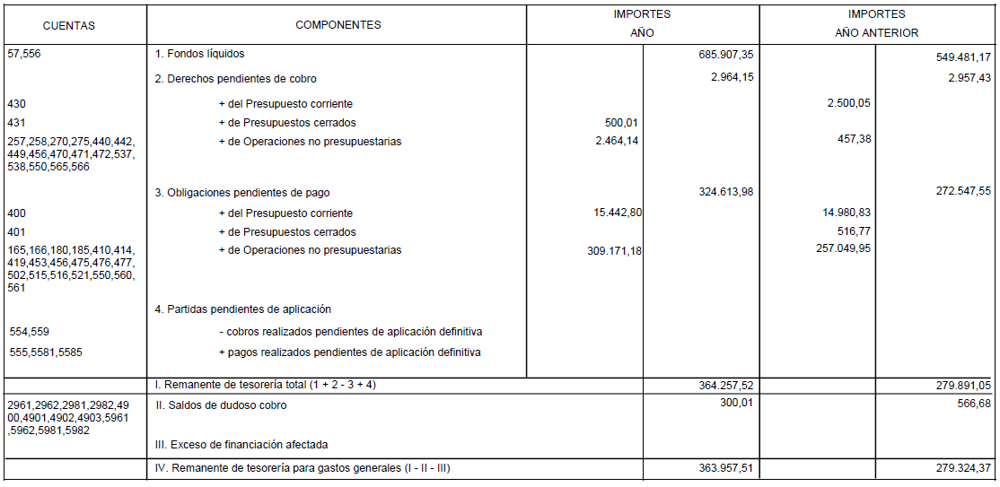 CUENTAS COMPONENTES IMPORTES AÑO IMPORTES AÑO ANTERIOR
57,556 1. Fondos líquidos 685.907,35 549.481,17
2. Derechos pendientes de cobro 2.964,15 2.957,43
430 + del Presupuesto corriente 2.500,05
431 + de Presupuestos cerrados 500,01
257,258,270,275,440,442, + de Operaciones no presupuestarias 2.464,14 457,38
449,456,470,471,472,537,
538,550,565,566
3. Obligaciones pendientes de pago 324.613,98 272.547,55
400 + del Presupuesto corriente 15.442,80 14.980,83
401 + de Presupuestos cerrados 516,77
165,166,180,185,410,414, + de Operaciones no presupuestarias 309.171,18 257.049,95
419,453,456,475,476,477,
502,515,516,521,550,560,
561
4. Partidas pendientes de aplicación
554,559 - cobros realizados pendientes de aplicación definitiva
555,5581,5585 + pagos realizados pendientes de aplicación definitiva
I. Remanente de tesorería total (1 + 2 - 3 + 4) 364.257,52 279.891,05
2961,2962,2981,2982,49 II. Saldos de dudoso cobro 300,01 566,68
00,4901,4902,4903,5961
,5962,5981,5982
III. Exceso de financiación afectada
IV. Remanente de tesorería para gastos generales (I - II - III) 363.957,51 279.324,37